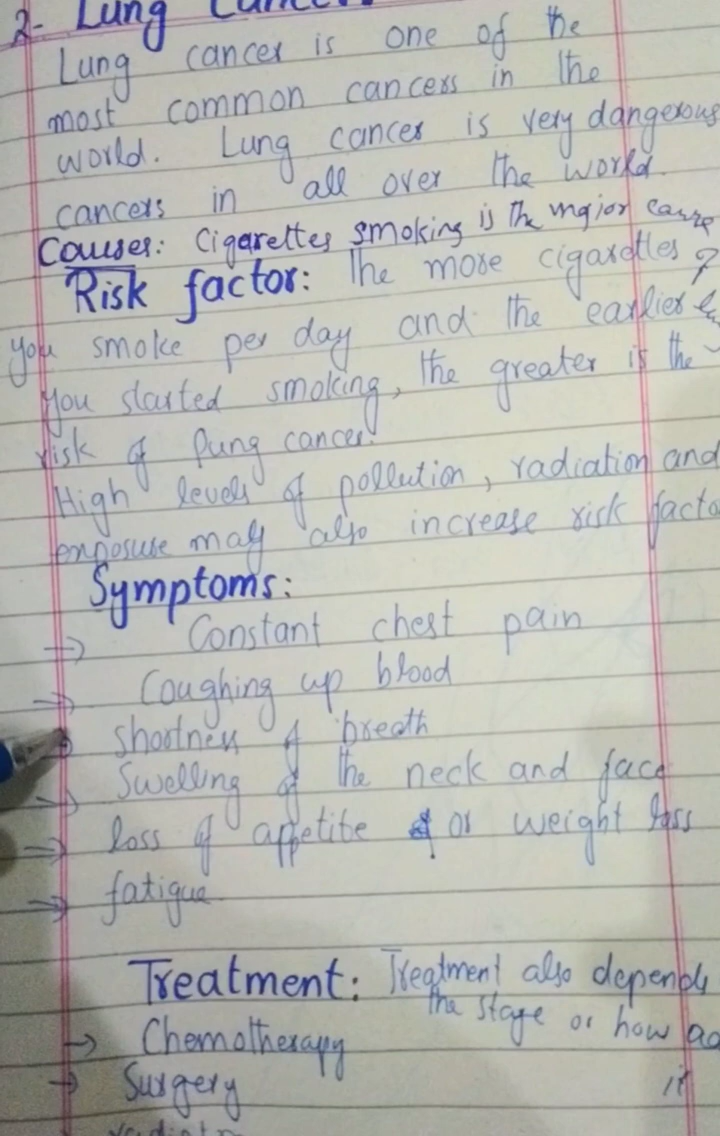 2- Lung Cancer
Lung cancer is one of the
most common cancers in the
world. Lung cancer is very dangerous
cancers in all over the world.
Causes: Cigarettes smoking is the major cause
Risk factor: The more cigarettes
you smoke per day and the earlier
you started smoking, the greater is the
risk of lung cancer.
High levels of pollution, radiation and
exposure may also increase risk facto
Symptoms:
→ Constant chest pain
→ Coughing up blood
→ Shortness of breath
→ Swelling of the neck and face
→ loss of appetite or weight loss
→ fatigue
Treatment: Treatment also depends
the stage or how ad
→ Chemotherapy
→ Surgery it